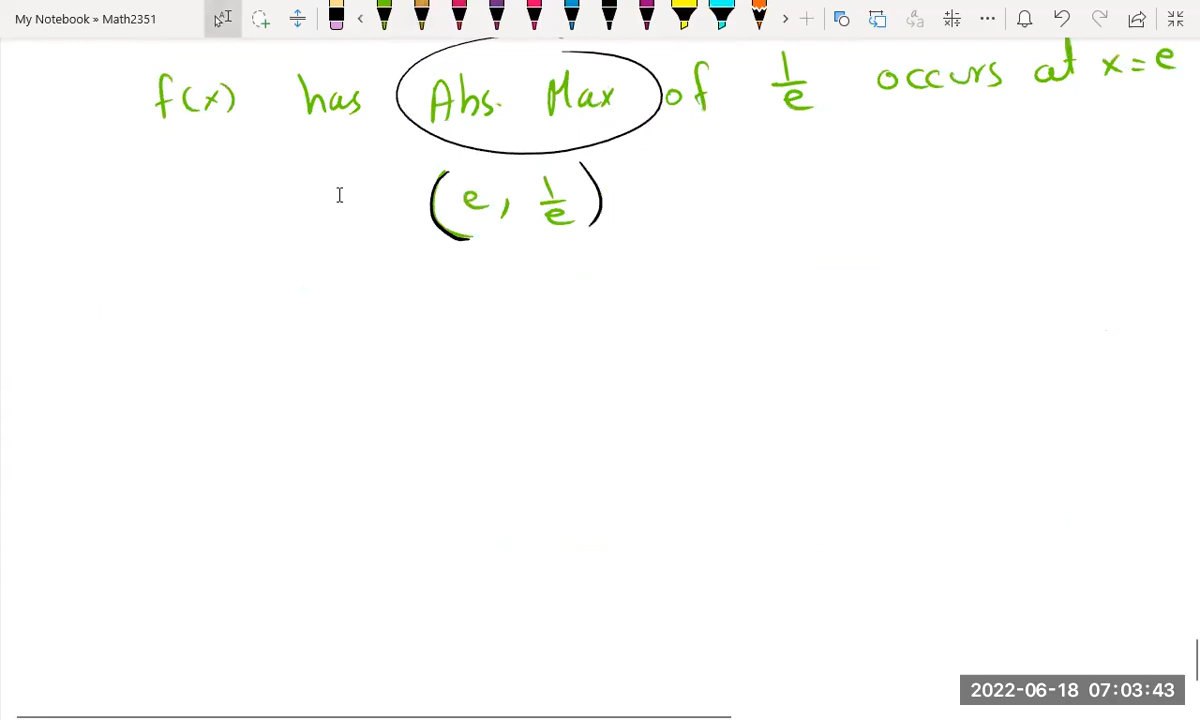 My Notebook » Math2351
f(x) has Abs. Max of 1/e occurs at x=e
(e, 1/e)
2022-06-18 07:03:43